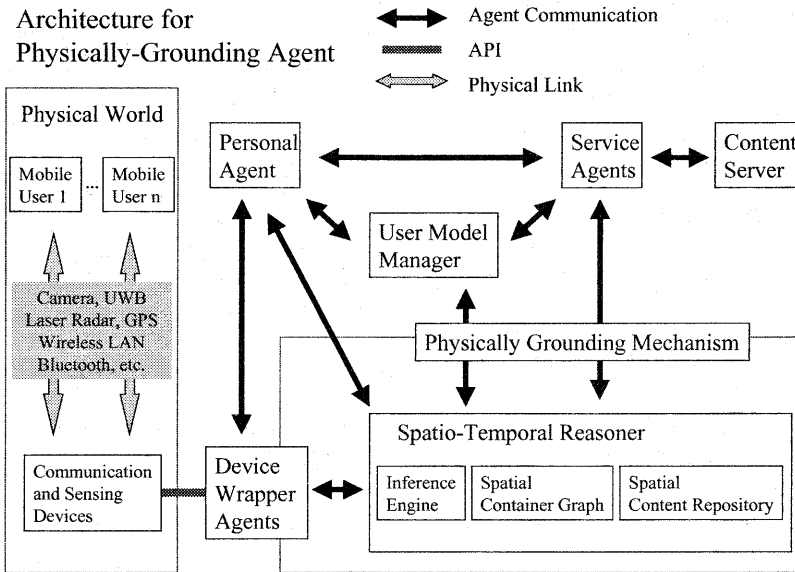 Architecture for
Physically-Grounding Agent
Agent Communication
API
Physical Link
Physical World
Mobile
User 1
...
Mobile
User n
Camera, UWB
Laser Radar, GPS
Wireless LAN
Bluetooth, etc.
Communication
and Sensing
Devices
Personal
Agent
Service
Agents
Content
Server
User Model
Manager
Physically Grounding Mechanism
Device
Wrapper
Agents
Spatio-Temporal Reasoner
Inference
Engine
Spatial
Container Graph
Spatial
Content Repository